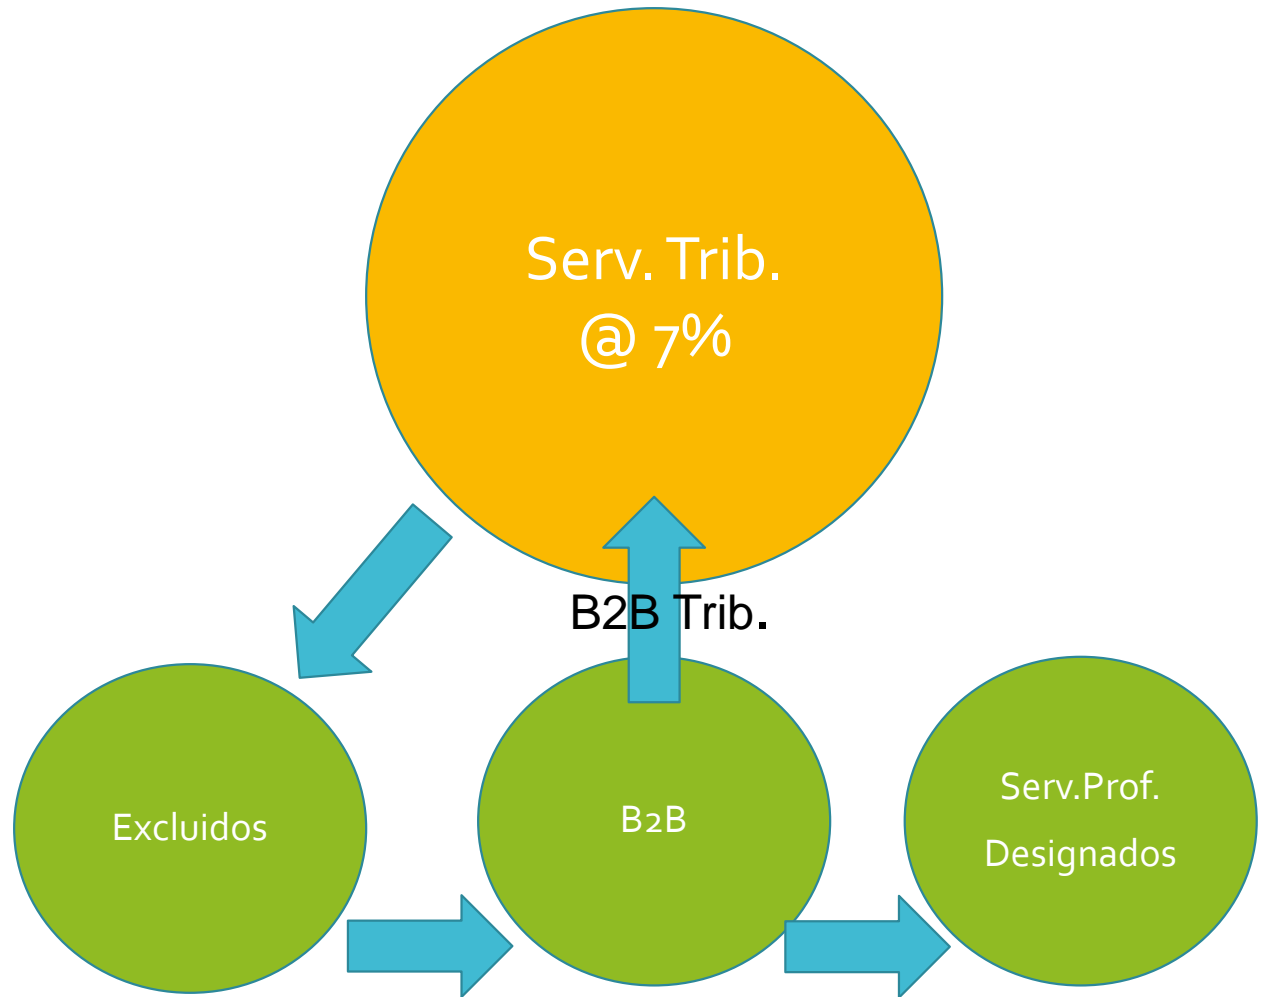 Serv. Trib.
@ 7%
B2B Trib.
Excluidos
B2B
Serv.Prof.
Designados